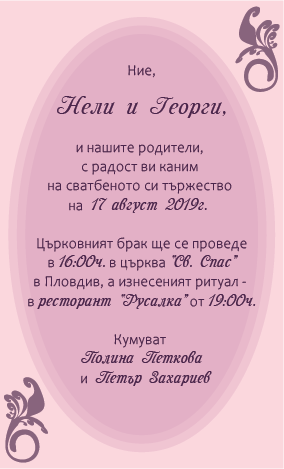 Ние,
Нели и Георги,
и нашите родители,
с радост ви каним
на сватбеното си тържество
на 17 август 2019г.
Църковният брак ще се проведе
в 16:00ч. в църква "Св. Спас"
в Пловдив, а изнесеният ритуал -
в ресторант "Русалка" от 19:00ч.
Кумуват
Полина Петкова
и Петър Захариев